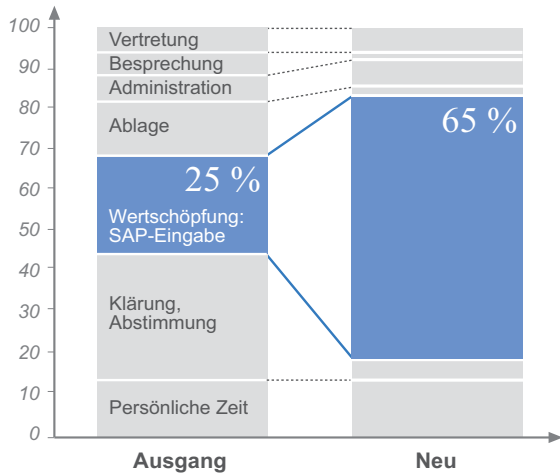 100
90
80
70
60
50
40
30
20
10
0
Vertretung
Besprechung
Administration
Ablage
25 %
Wertschöpfung:
SAP-Eingabe
Klärung,
Abstimmung
Persönliche Zeit
65 %
Ausgang
Neu